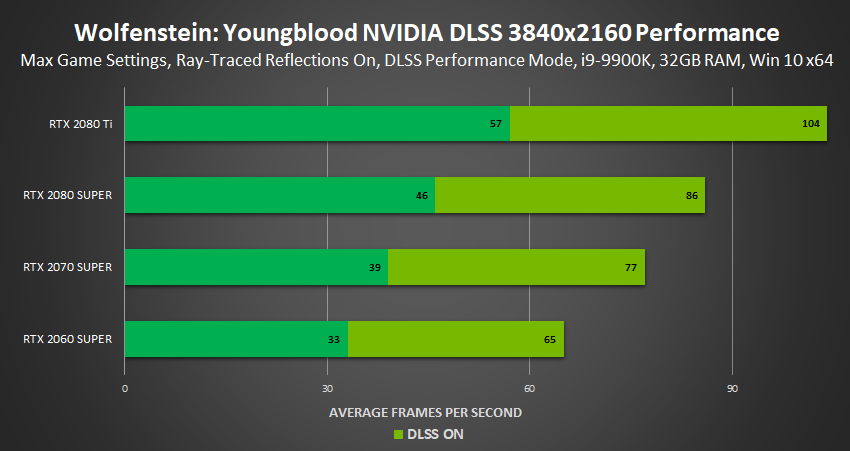 Wolfenstein: Youngblood NVIDIA DLSS 3840x2160 Performance
Max Game Settings, Ray-Traced Reflections On, DLSS Performance Mode, i9-9900K, 32GB RAM, Win 10 x64
RTX 2080 Ti 57 104
RTX 2080 SUPER 46 86
RTX 2070 SUPER 39 77
RTX 2060 SUPER 33 65
0 30 60 90
AVERAGE FRAMES PER SECOND
DLSS ON